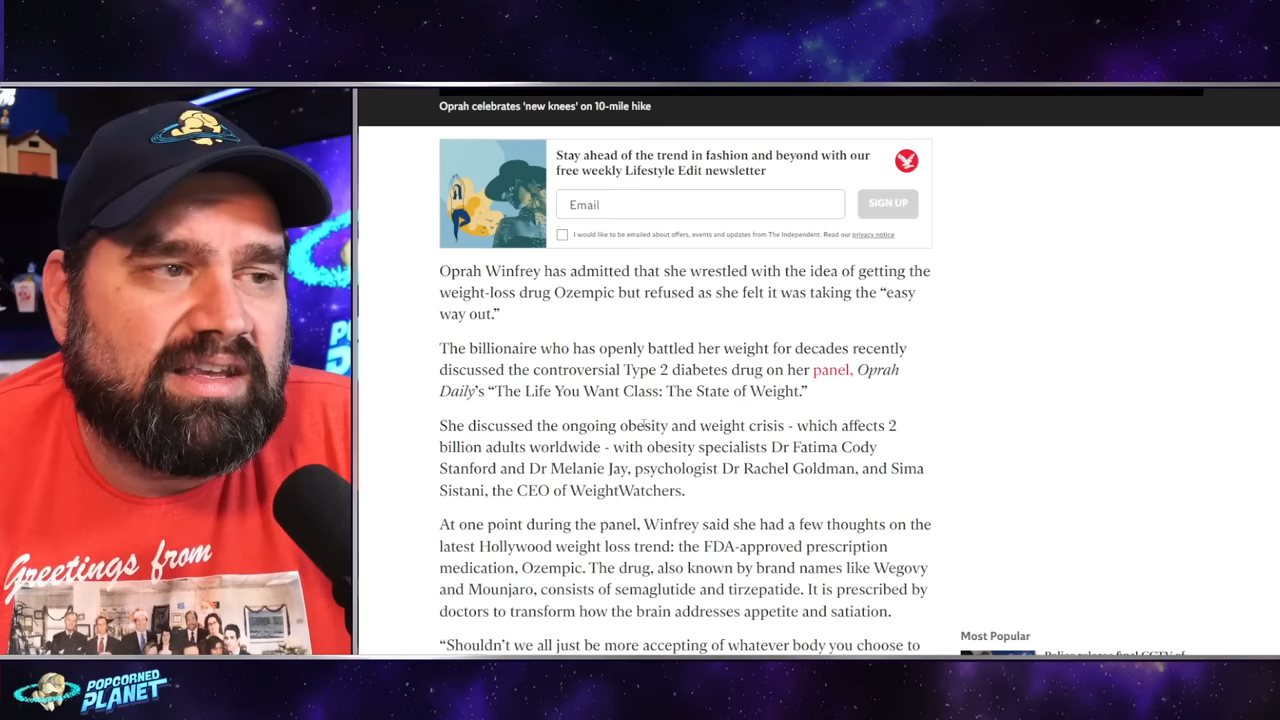 Oprah celebrates 'new knees' on 10-mile hike
Stay ahead of the trend in fashion and beyond with our
free weekly Lifestyle Edit newsletter
Email
SIGN UP
I would like to be emailed about offers, events and updates from The Independent. Read our privacy notice
Oprah Winfrey has admitted that she wrestled with the idea of getting the
weight-loss drug Ozempic but refused as she felt it was taking the “easy
way out.”
The billionaire who has openly battled her weight for decades recently
discussed the controversial Type 2 diabetes drug on her panel, Oprah
Daily’s “The Life You Want Class: The State of Weight.”
She discussed the ongoing obesity and weight crisis - which affects 2
billion adults worldwide - with obesity specialists Dr Fatima Cody
Stanford and Dr Melanie Jay, psychologist Dr Rachel Goldman, and Sima
Sistani, the CEO of WeightWatchers.
At one point during the panel, Winfrey said she had a few thoughts on the
latest Hollywood weight loss trend: the FDA-approved prescription
medication, Ozempic. The drug, also known by brand names like Wegovy
and Mounjaro, consists of semaglutide and tirzepatide. It is prescribed by
doctors to transform how the brain addresses appetite and satiation.
“Shouldn’t we all just be more accepting of whatever body you choose to
Most Popular
Greetings from
POPCORNED
PLANET